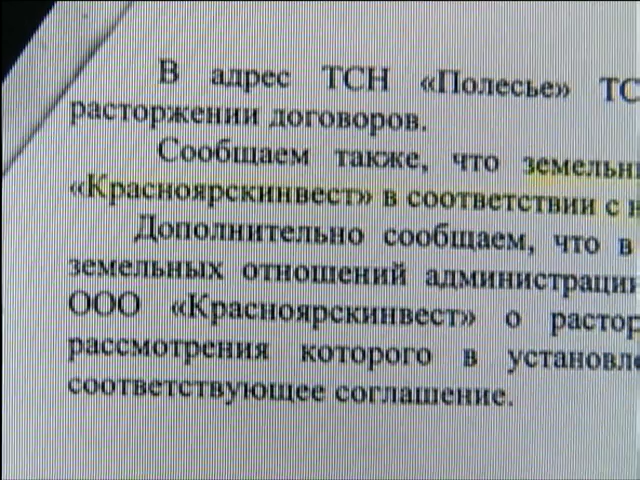 В адрес ТСН «Полесье» ТС
расторжении договоров.
Сообщаем также, что земельн
«Красноярскинвест» в соответствии с н
Дополнительно сообщаем, что в
земельных отношений администраци
ООО «Красноярскинвест» о растор
рассмотрения которого в установл
соответствующее соглашение.